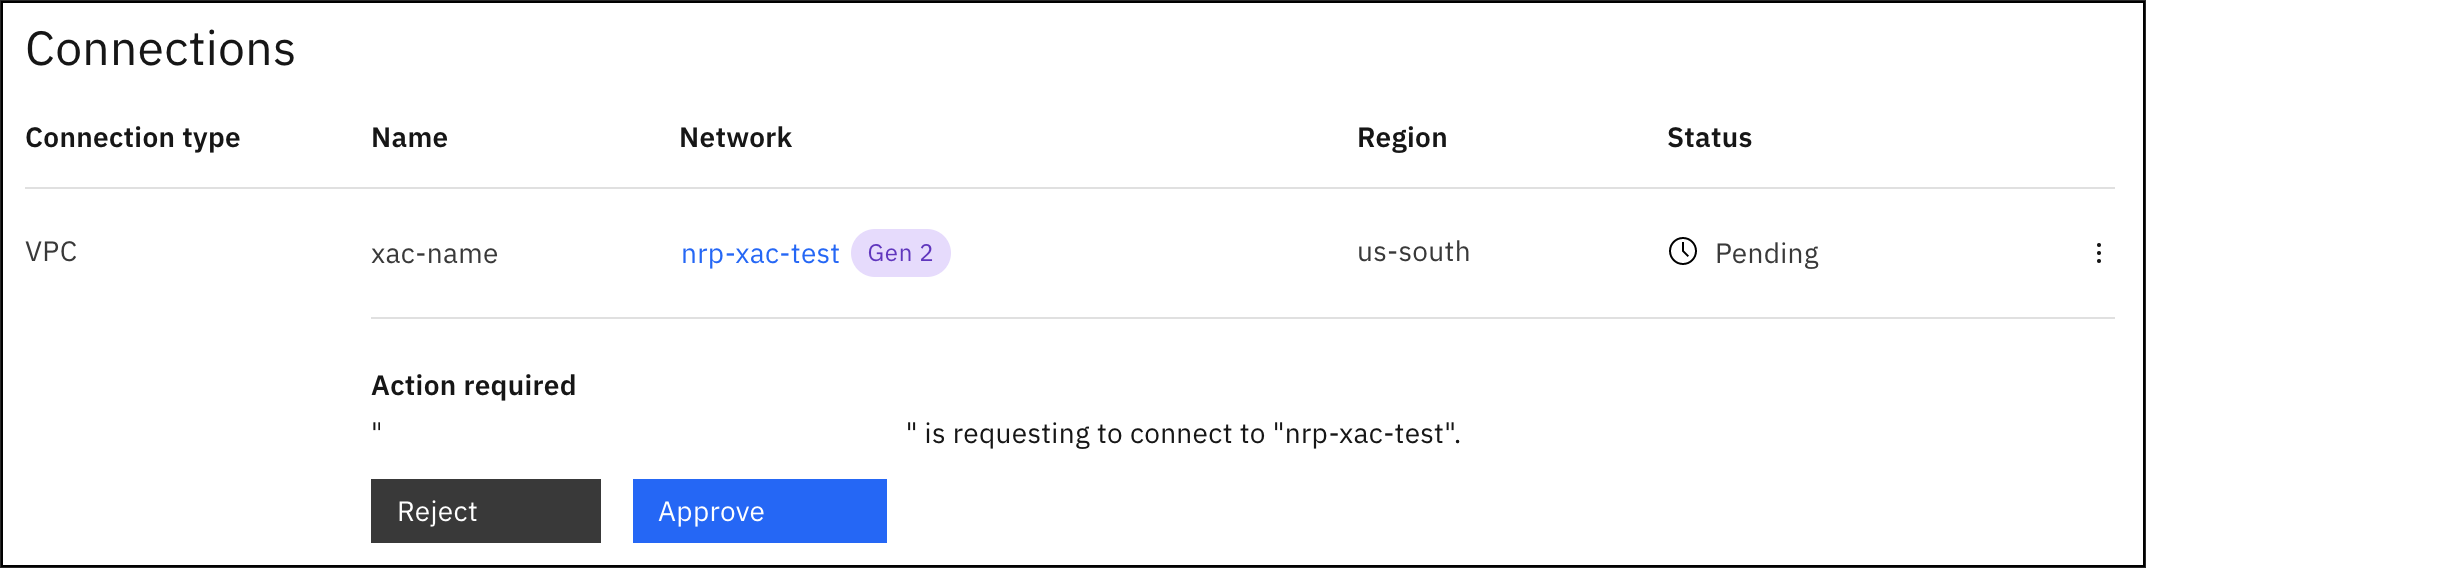 Connections
Connection type Name Network Region Status
VPC xac-name nrp-xac-test Gen 2 us-south Pending
Action required
" " is requesting to connect to "nrp-xac-test".
Reject Approve